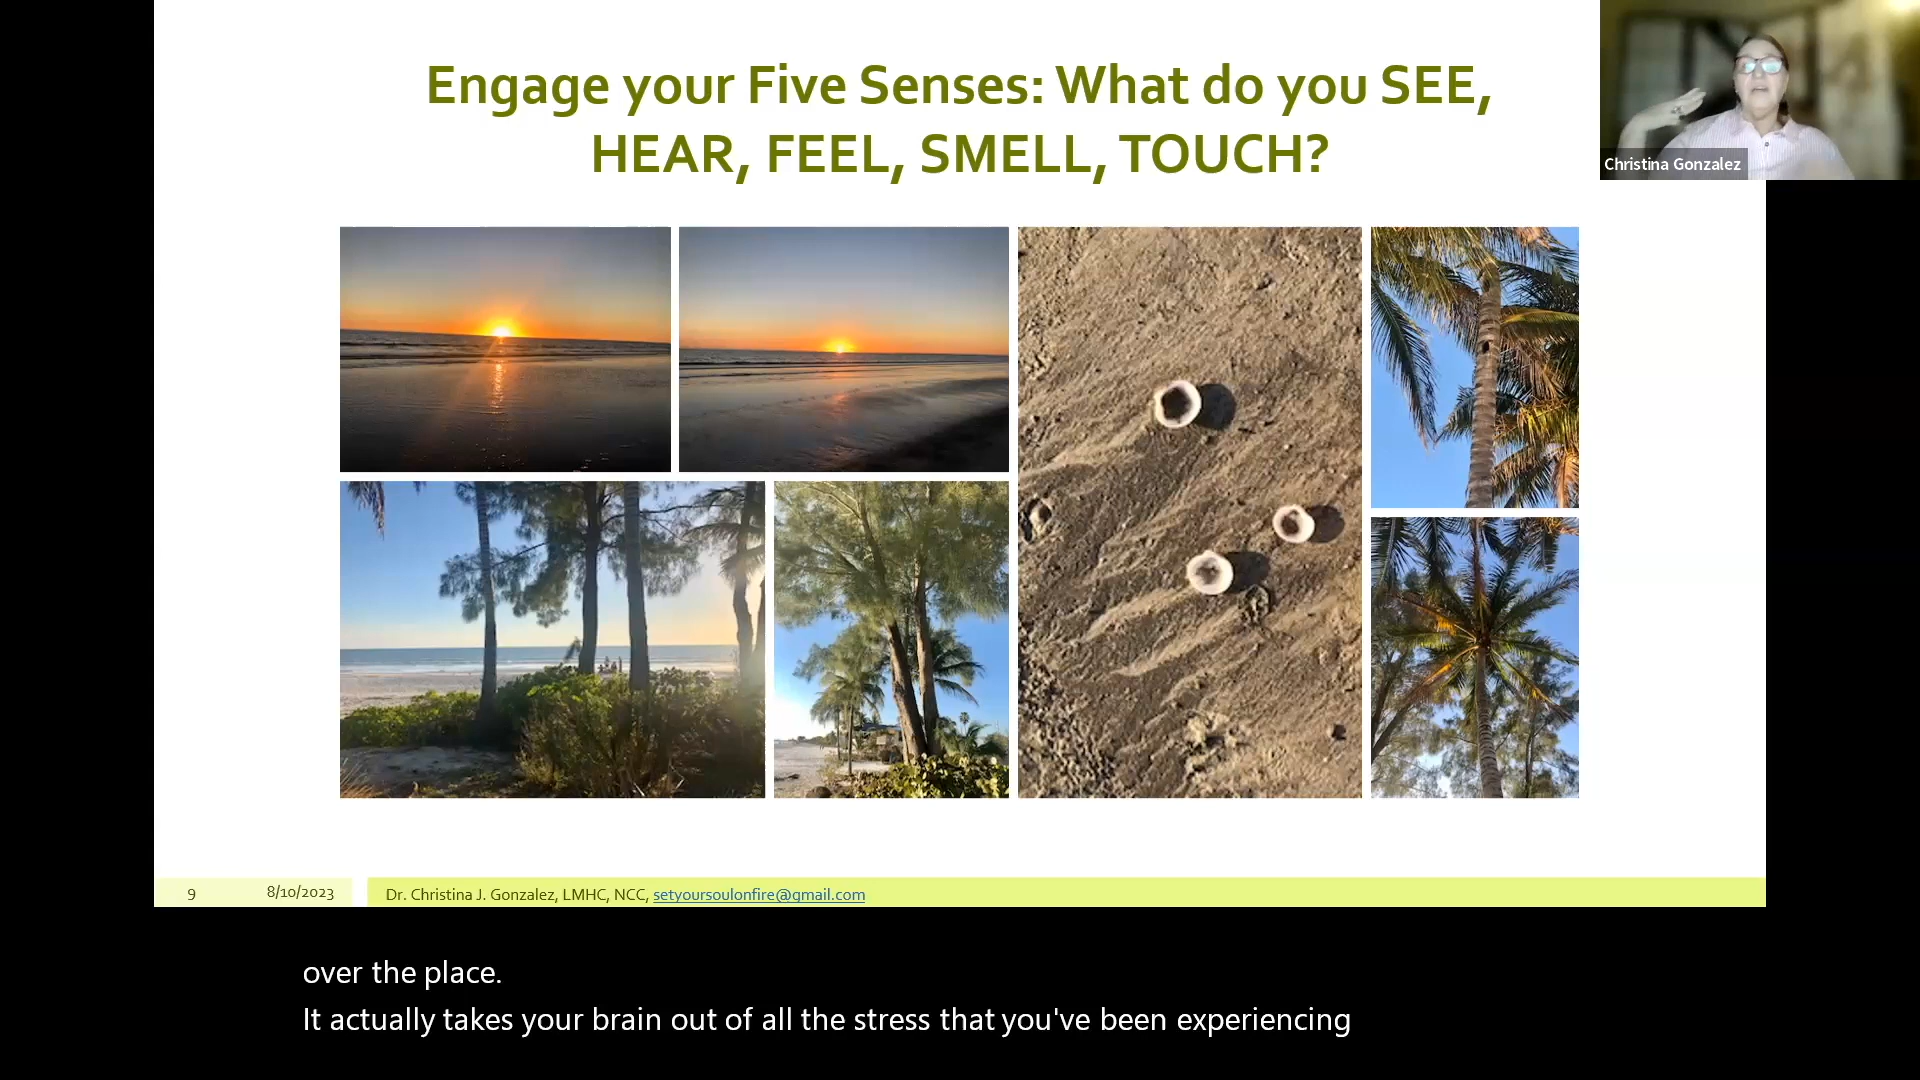 Engage your Five Senses: What do you SEE,
HEAR, FEEL, SMELL, TOUCH?
Christina Gonzalez
9
8/10/2023
Dr. Christina J. Gonzalez, LMHC, NCC, setyoursoulonfire@gmail.com
over the place.
It actually takes your brain out of all the stress that you've been experiencing